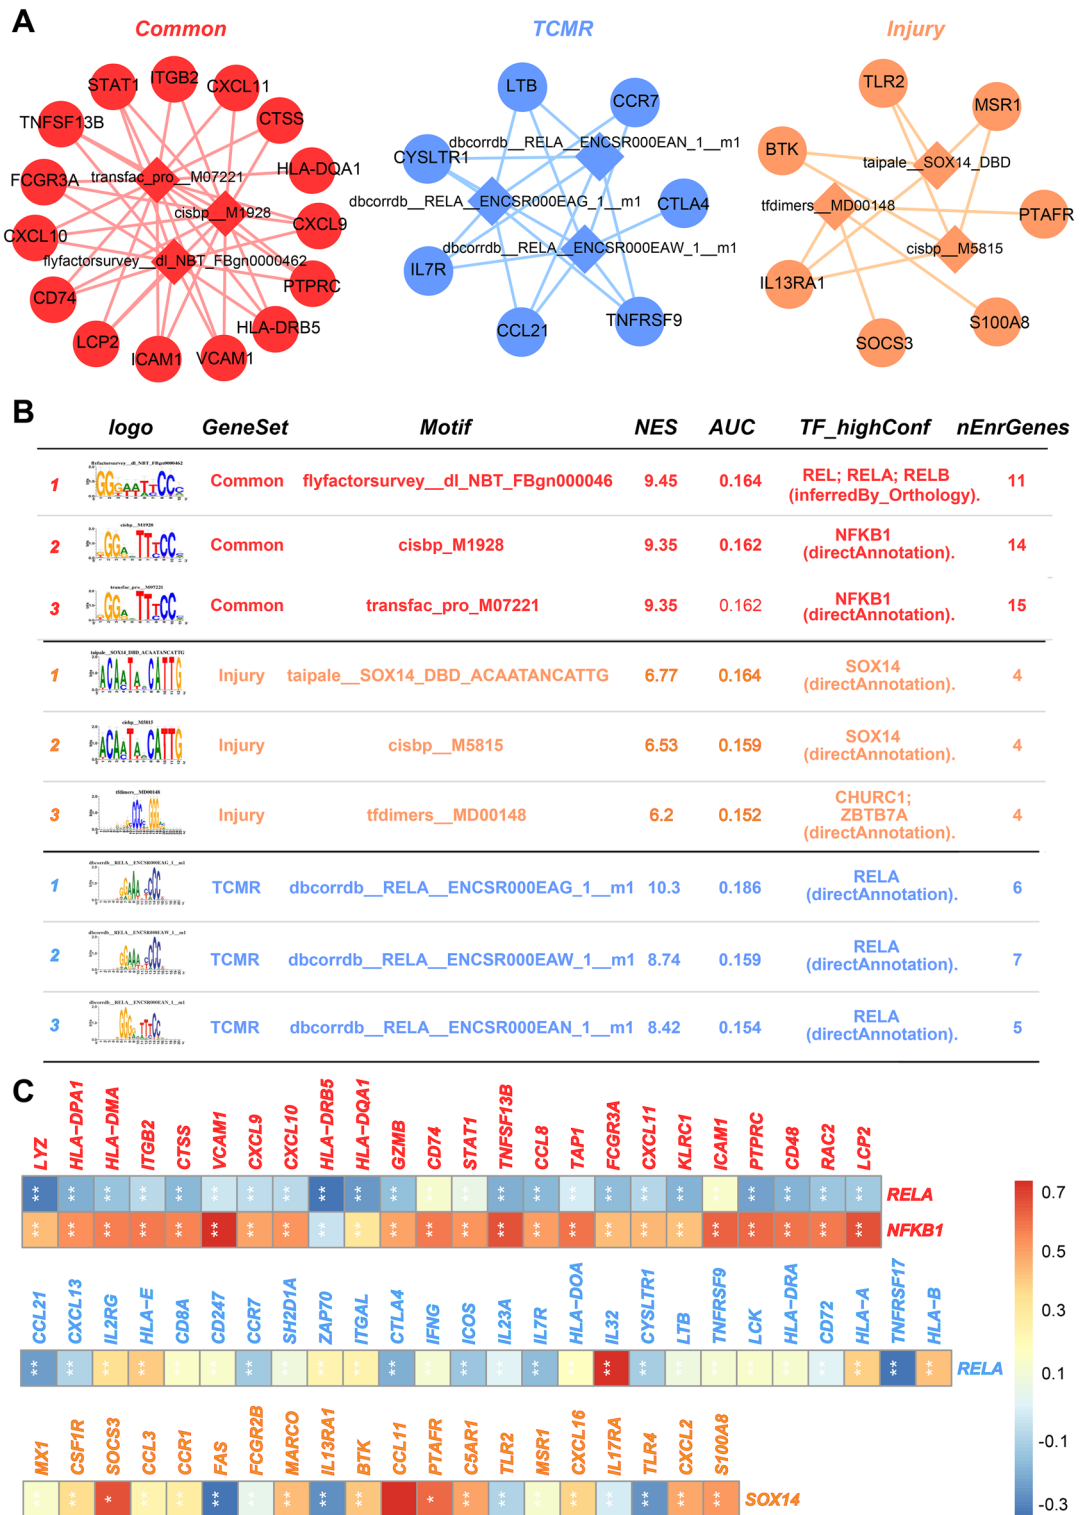 A
Common
TCMR
Injury
STAT1
ITGB2
CXCL11
TNFSF13B
CTSS
transfac_pro__M07221
HLA-DQA1
FCGR3A
cisbp__M1928
CXCL9
CXCL10
flyfactorsurvey__dl_NBT_FBgn0000462
CD74
PTPRC
HLA-DRB5
LCP2
ICAM1
VCAM1
LTB
CCR7
dbcorrdb__RELA__ENCSR000EAN_1__m1
CYSLTR1
dbcorrdb__RELA__ENCSR000EAG_1__m1
CTLA4
dbcorrdb__RELA__ENCSR000EAW_1__m1
IL7R
CCL21
TNFRSF9
TLR2
MSR1
BTK
taipale__SOX14_DBD
tfdimers__MD00148
PTAFR
cisbp__M5815
IL13RA1
S100A8
SOCS3
B
logo GeneSet Motif NES AUC TF_highConf nEnrGenes
flyfactorsurvey__dl_NBT_FBgn0000462
1 Common flyfactorsurvey__dl_NBT_FBgn000046 9.45 0.164 REL; RELA; RELB (inferredBy_Orthology). 11
cisbp__M1928
2 Common cisbp_M1928 9.35 0.162 NFKB1 (directAnnotation). 14
transfac_pro__M07221
3 Common transfac_pro_M07221 9.35 0.162 NFKB1 (directAnnotation). 15
taipale__SOX14_DBD_ACAATANCATTG
1 Injury taipale__SOX14_DBD_ACAATANCATTG 6.77 0.164 SOX14 (directAnnotation). 4
cisbp__M5815
2 Injury cisbp__M5815 6.53 0.159 SOX14 (directAnnotation). 4
tfdimers__MD00148
3 Injury tfdimers__MD00148 6.2 0.152 CHURC1; ZBTB7A (directAnnotation). 4
dbcorrdb__RELA__ENCSR000EAG_1__m1
1 TCMR dbcorrdb__RELA__ENCSR000EAG_1__m1 10.3 0.186 RELA (directAnnotation). 6
dbcorrdb__RELA__ENCSR000EAW_1__m1
2 TCMR dbcorrdb__RELA__ENCSR000EAW_1__m1 8.74 0.159 RELA (directAnnotation). 7
dbcorrdb__RELA__ENCSR000EAN_1__m1
3 TCMR dbcorrdb__RELA__ENCSR000EAN_1__m1 8.42 0.154 RELA (directAnnotation). 5
C
LYZ HLA-DPA1 HLA-DMA ITGB2 CTSS VCAM1 CXCL9 CXCL10 HLA-DRB5 HLA-DQA1 GZMB CD74 STAT1 TNFSF13B CCL8 TAP1 FCGR3A CXCL11 KLRC1 ICAM1 PTPRC CD48 RAC2 LCP2
** ** ** ** ** ** ** ** ** ** ** ** ** ** ** ** ** ** ** ** ** ** ** ** RELA
** ** ** ** ** ** ** ** ** ** ** ** ** ** ** ** ** ** ** ** ** ** ** ** NFKB1
CCL21 CXCL13 IL2RG HLA-E CD8A CD247 CCR7 SH2D1A ZAP70 ITGAL CTLA4 IFNG ICOS IL23A IL7R HLA-DOA IL32 CYSLTR1 LTB TNFRSF9 LCK HLA-DRA CD72 HLA-A TNFRSF17 HLA-B
** ** ** ** ** ** ** ** ** ** ** ** ** ** ** ** ** ** ** ** ** ** ** ** ** ** RELA
MX1 CSF1R SOCS3 CCL3 CCR1 FAS FCGR2B MARCO IL13RA1 BTK CCL11 PTAFR C5AR1 TLR2 MSR1 CXCL16 IL17RA TLR4 CXCL2 S100A8
** ** * ** ** ** ** ** ** ** * ** ** ** ** ** ** ** ** SOX14
0.7
0.5
0.3
0.1
-0.1
-0.3